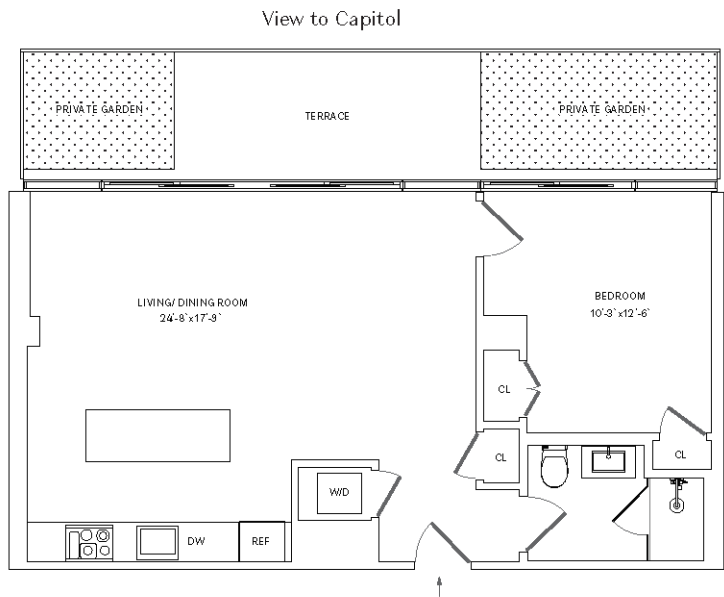 View to Capitol
PRIVATE GARDEN
TERRACE
PRIVATE GARDEN
LIVING/ DINING ROOM
24'-8`x17'-9`
BEDROOM
10'-3`x12'-6`
CL
CL
CL
W/D
DW
REF